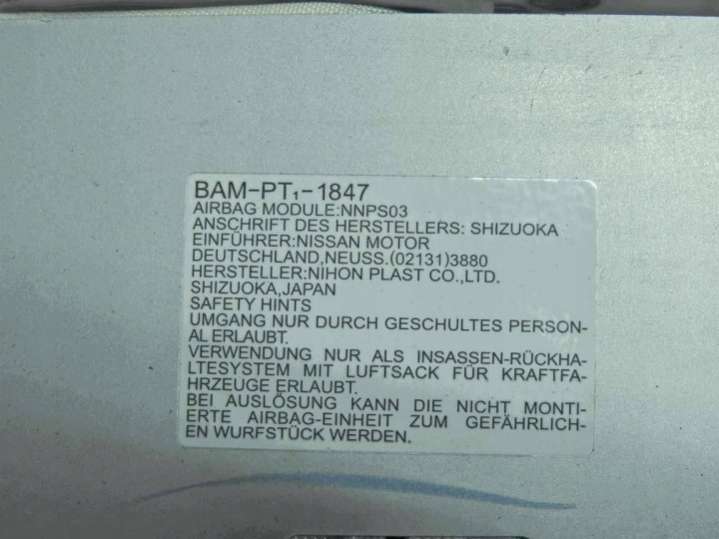 BAM-PT₁-1847
AIRBAG MODULE:NNPS03
ANSCHRIFT DES HERSTELLERS: SHIZUOKA
EINFÜHRER:NISSAN MOTOR
DEUTSCHLAND,NEUSS.(02131)3880
HERSTELLER:NIHON PLAST CO.,LTD.
SHIZUOKA,JAPAN
SAFETY HINTS
UMGANG NUR DURCH GESCHULTES PERSON-
AL ERLAUBT.
VERWENDUNG NUR ALS INSASSEN-RÜCKHA-
LTESYSTEM MIT LUFTSACK FÜR KRAFTFA-
HRZEUGE ERLAUBT.
BEI AUSLÖSUNG KANN DIE NICHT MONTI-
ERTE AIRBAG-EINHEIT ZUM GEFÄHRLICH-
EN WURFSTÜCK WERDEN.